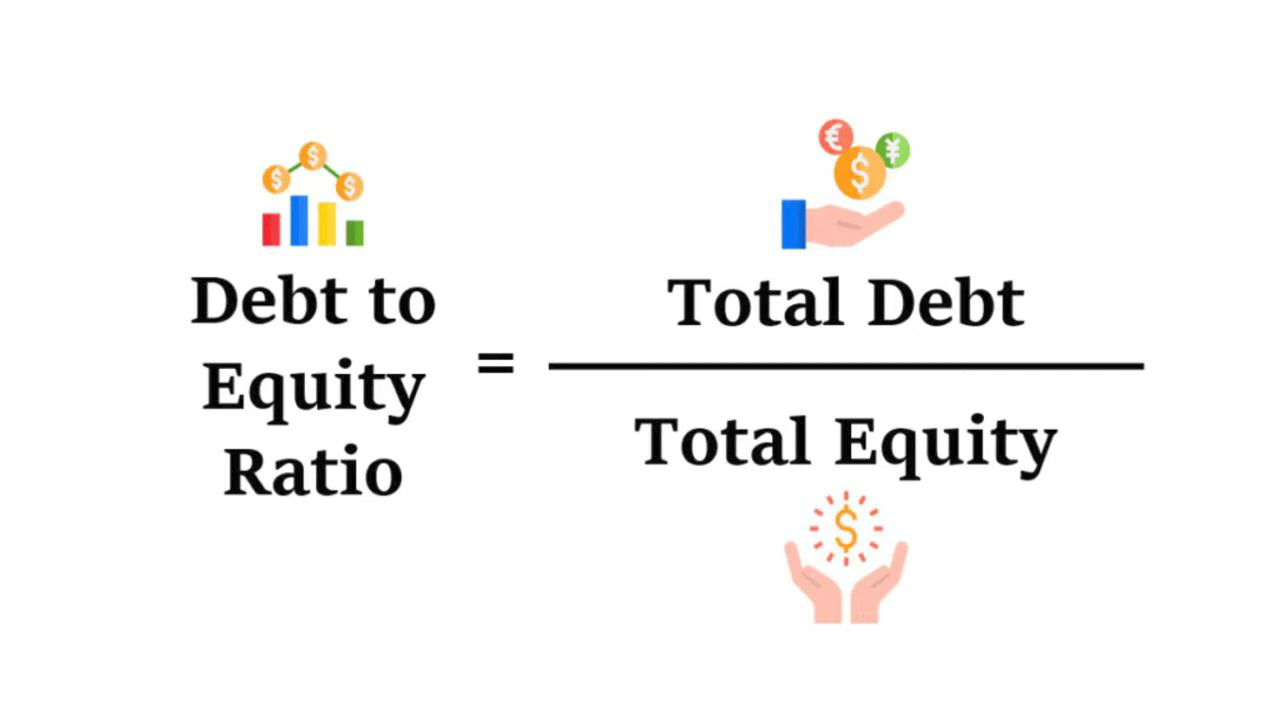 Debt to
Equity
Ratio
=
Total Debt
Total Equity